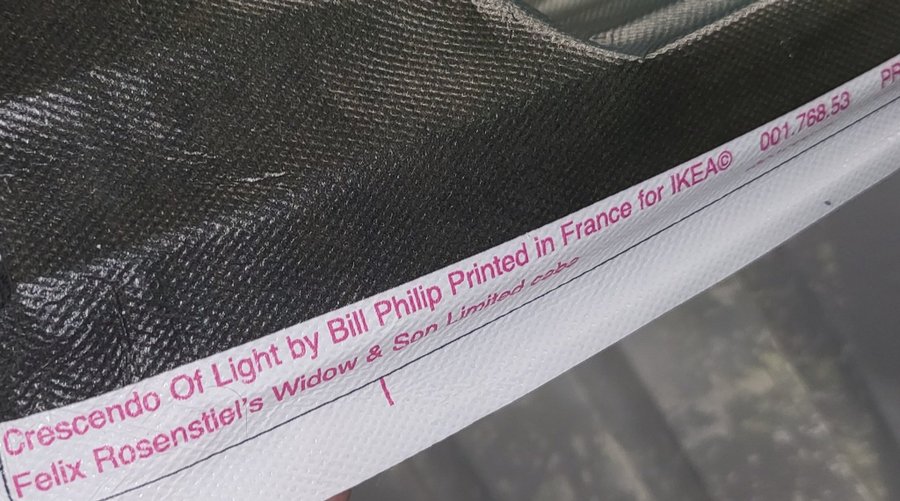 Crescendo Of Light by Bill Philip Printed in France for IKEA© 001.768.53
Felix Rosenstiel's Widow & Son Limited